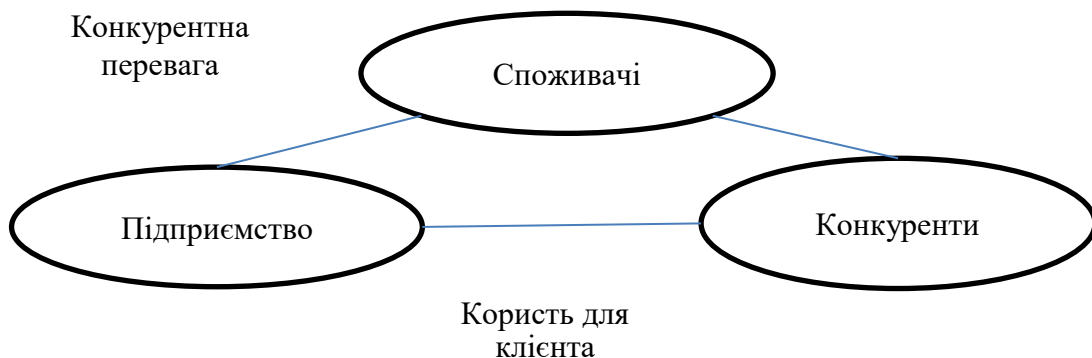 Конкурентна
перевага
Споживачі
Підприємство
Конкуренти
Користь для
клієнта